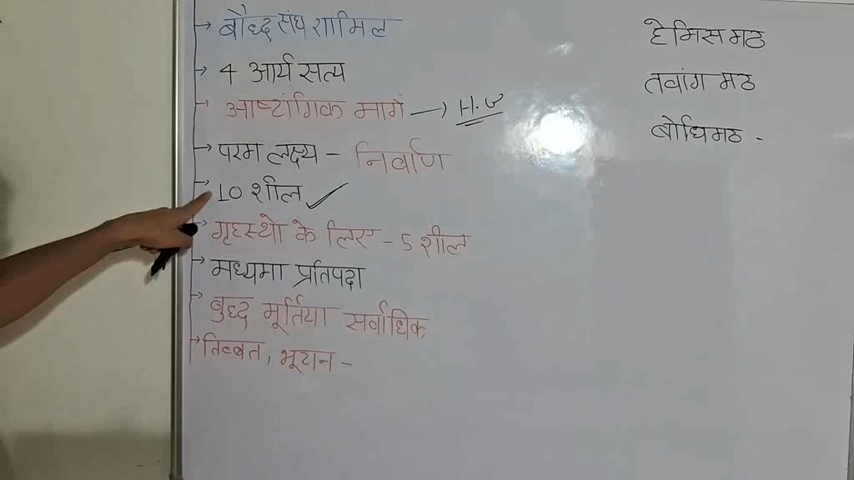 → बौध्द संघ शामिल
→ 4 आर्य सत्य
→ आष्टांगिक मार्ग → H.W
→ परम लक्ष्य – निर्वाण
→ 10 शील ✓
→ गृहस्थो के लिए – 5 शील
→ मध्यमा प्रतिपदा
→ बुध्द मूर्तिया सर्वाधिक
→ तिब्बत, भूटान –
हेमिस मठ
तवांग मठ
बोधि मठ -